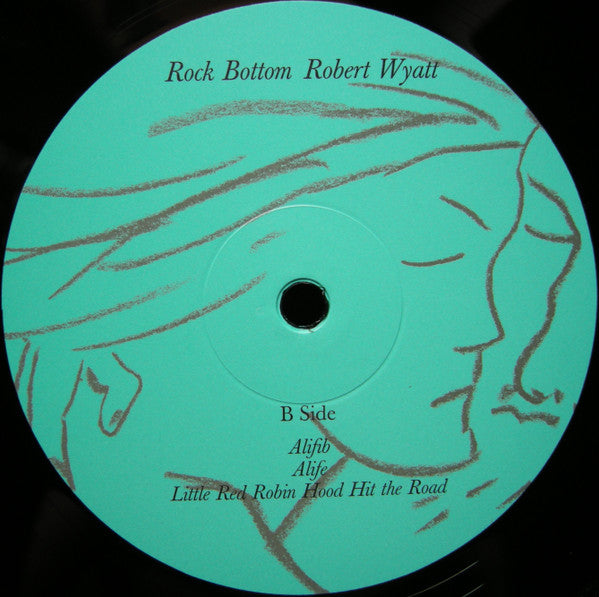 Rock Bottom Robert Wyatt
B Side
Alifib
Alife
Little Red Robin Hood Hit the Road